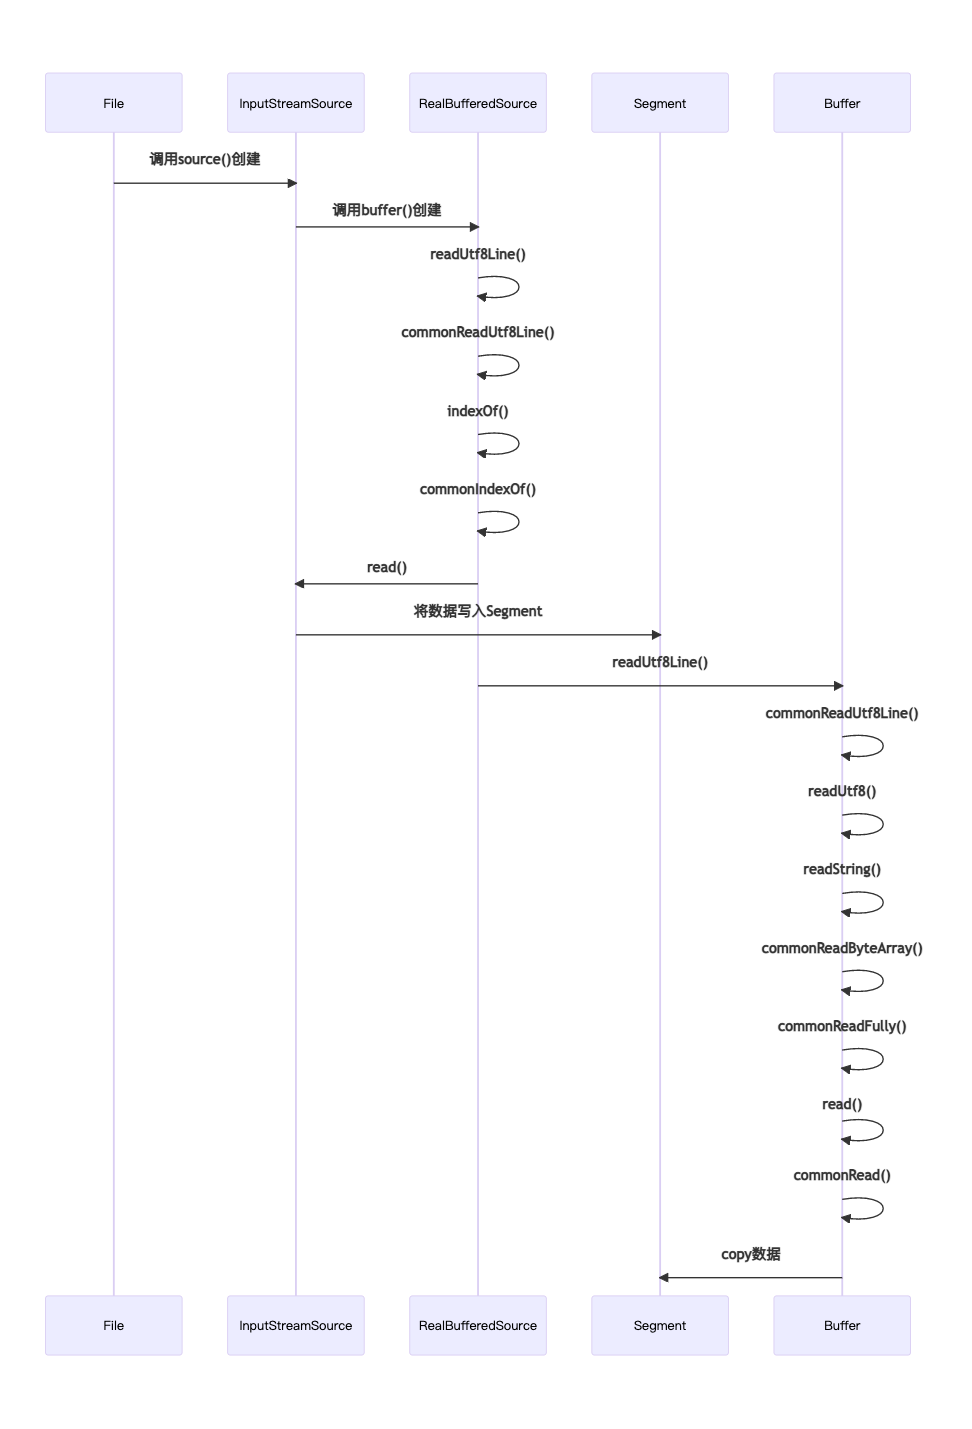 File
InputStreamSource
RealBufferedSource
Segment
Buffer
调用source()创建
调用buffer()创建
readUtf8Line()
commonReadUtf8Line()
indexOf()
commonIndexOf()
read()
将数据写入Segment
readUtf8Line()
commonReadUtf8Line()
readUtf8()
readString()
commonReadByteArray()
commonReadFully()
read()
commonRead()
copy数据
File
InputStreamSource
RealBufferedSource
Segment
Buffer